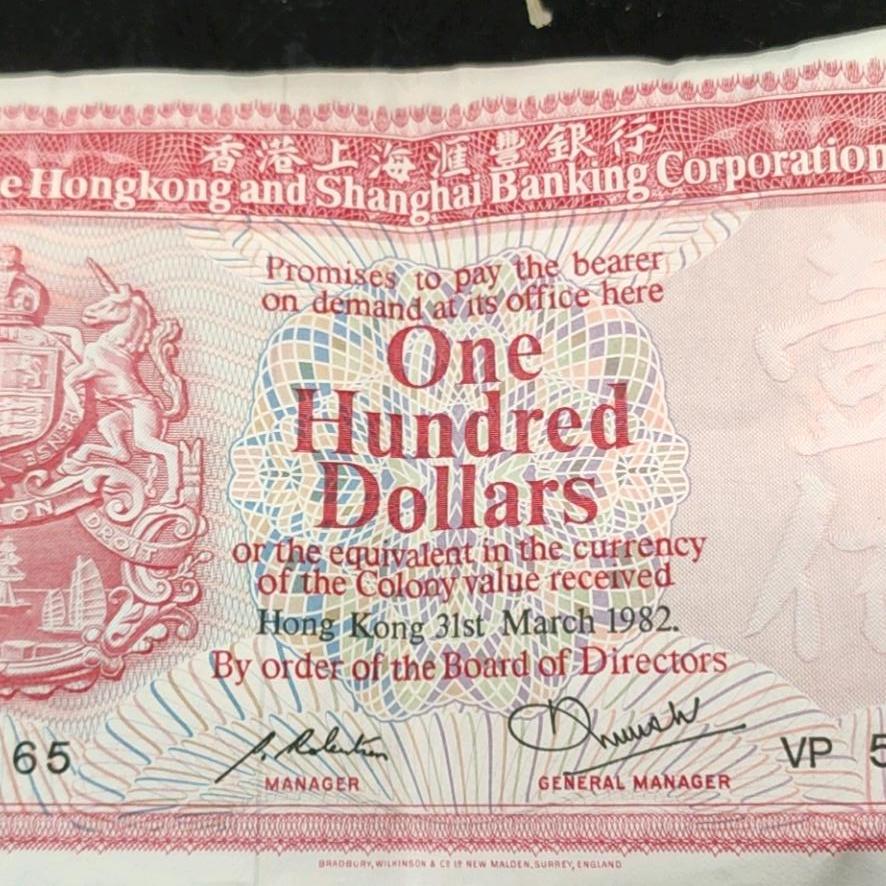 香港上海滙豐銀行
e Hongkong and Shanghai Banking Corporation
Promises to pay the bearer
on demand at its office here
One
Hundred
Dollars
or the equivalent in the currency
of the Colony value received
Hong Kong 31st March 1982.
By order of the Board of Directors
ON DROIT
65
VP 5
MANAGER
GENERAL MANAGER
BRADBURY, WILKINSON & Cº Lº NEW MALDEN, SURREY, ENGLAND